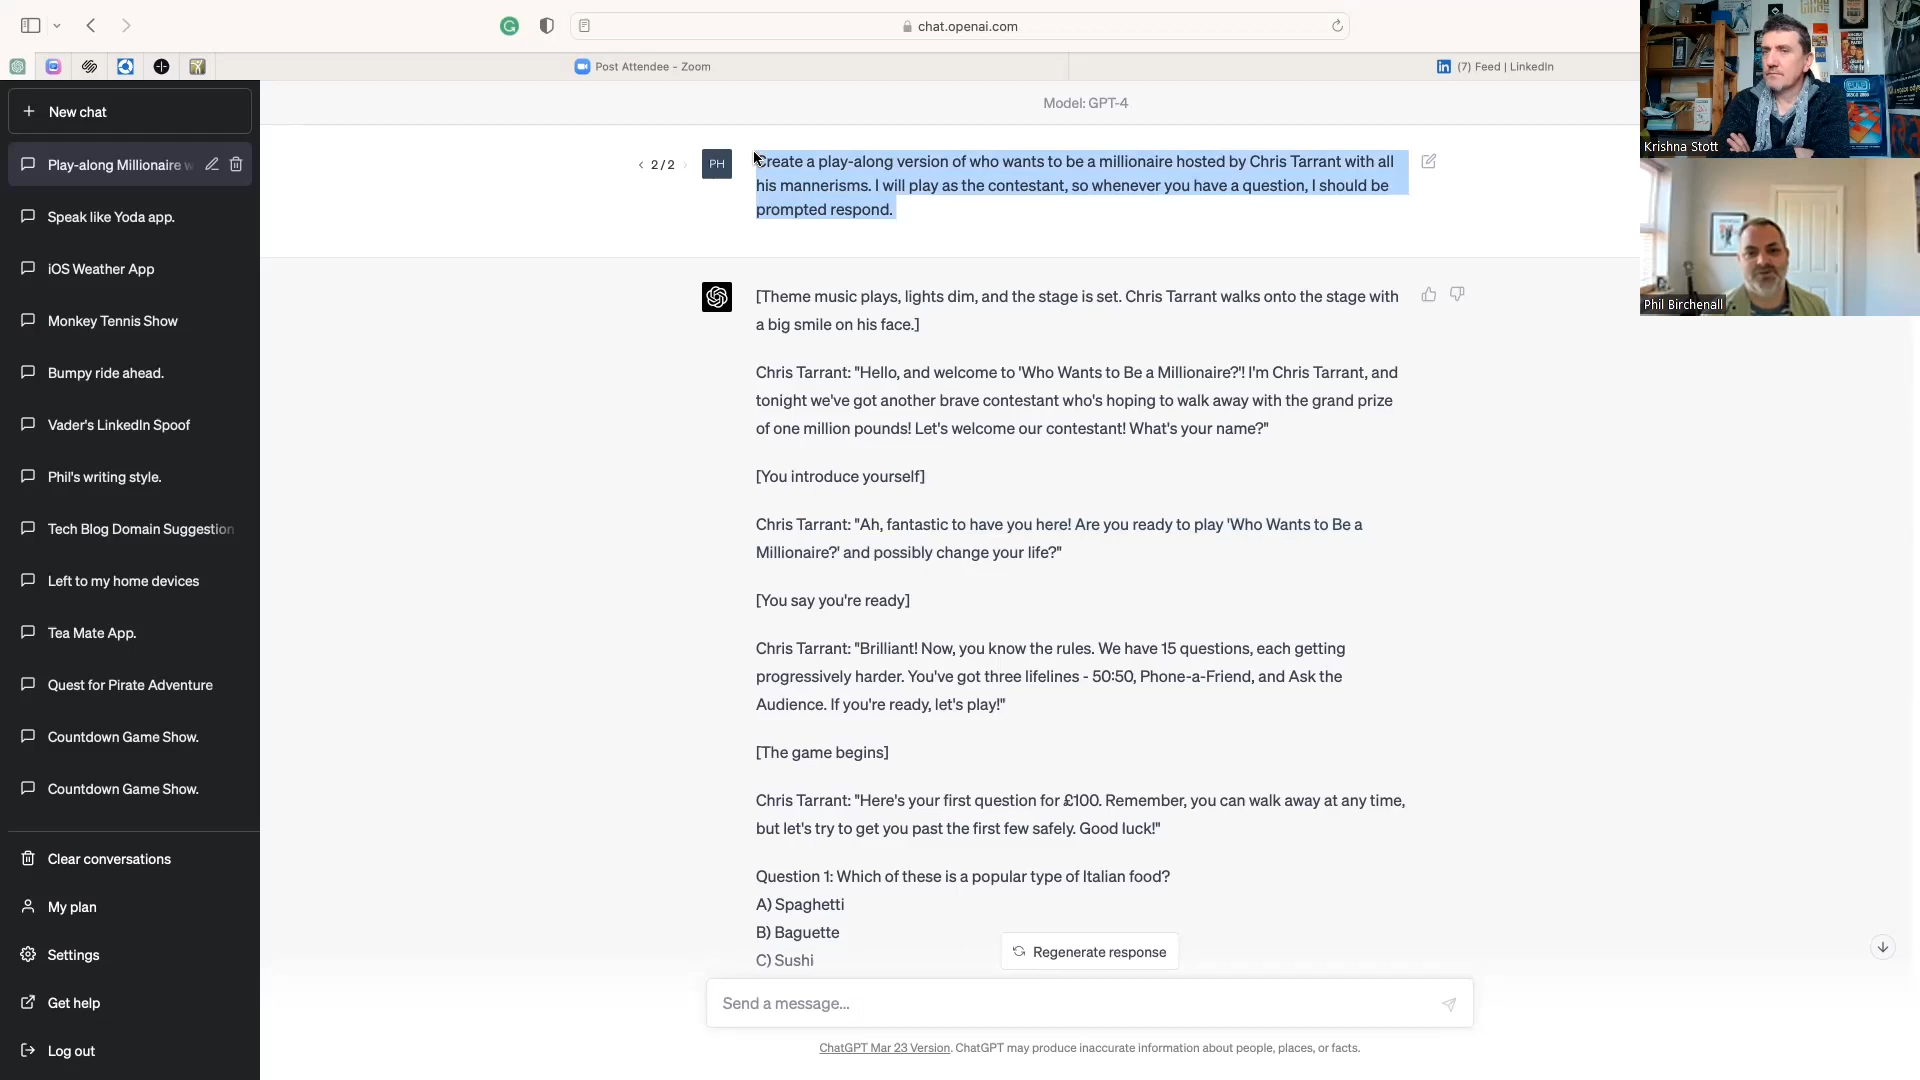 chat.openai.com
Post Attendee - Zoom
(7) Feed | LinkedIn
New chat
Play-along Millionaire w
Speak like Yoda app.
iOS Weather App
Monkey Tennis Show
Bumpy ride ahead.
Vader's LinkedIn Spoof
Phil's writing style.
Tech Blog Domain Suggestion
Left to my home devices
Tea Mate App.
Quest for Pirate Adventure
Countdown Game Show.
Countdown Game Show.
Clear conversations
My plan
Settings
Get help
Log out
Model: GPT-4
2 / 2
PH
Create a play-along version of who wants to be a millionaire hosted by Chris Tarrant with all
his mannerisms. I will play as the contestant, so whenever you have a question, I should be
prompted respond.
[Theme music plays, lights dim, and the stage is set. Chris Tarrant walks onto the stage with
a big smile on his face.]
Chris Tarrant: "Hello, and welcome to 'Who Wants to Be a Millionaire?'! I'm Chris Tarrant, and
tonight we've got another brave contestant who's hoping to walk away with the grand prize
of one million pounds! Let's welcome our contestant! What's your name?"
[You introduce yourself]
Chris Tarrant: "Ah, fantastic to have you here! Are you ready to play 'Who Wants to Be a
Millionaire?' and possibly change your life?"
[You say you're ready]
Chris Tarrant: "Brilliant! Now, you know the rules. We have 15 questions, each getting
progressively harder. You've got three lifelines - 50:50, Phone-a-Friend, and Ask the
Audience. If you're ready, let's play!"
[The game begins]
Chris Tarrant: "Here's your first question for £100. Remember, you can walk away at any time,
but let's try to get you past the first few safely. Good luck!"
Question 1: Which of these is a popular type of Italian food?
A) Spaghetti
B) Baguette
C) Sushi
Regenerate response
Send a message...
ChatGPT Mar 23 Version. ChatGPT may produce inaccurate information about people, places, or facts.
Krishna Stott
Phil Birchenall